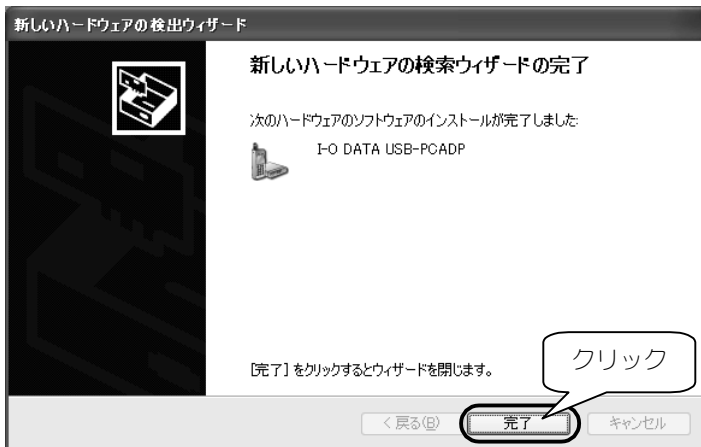 新しいハードウェアの検出ウィザード
新しいハードウェアの検索ウィザードの完了
次のハードウェアのソフトウェアのインストールが完了しました:
I-O DATA USB-PCADP
[完了] をクリックするとウィザードを閉じます。
クリック
< 戻る(B)
完了
キャンセル